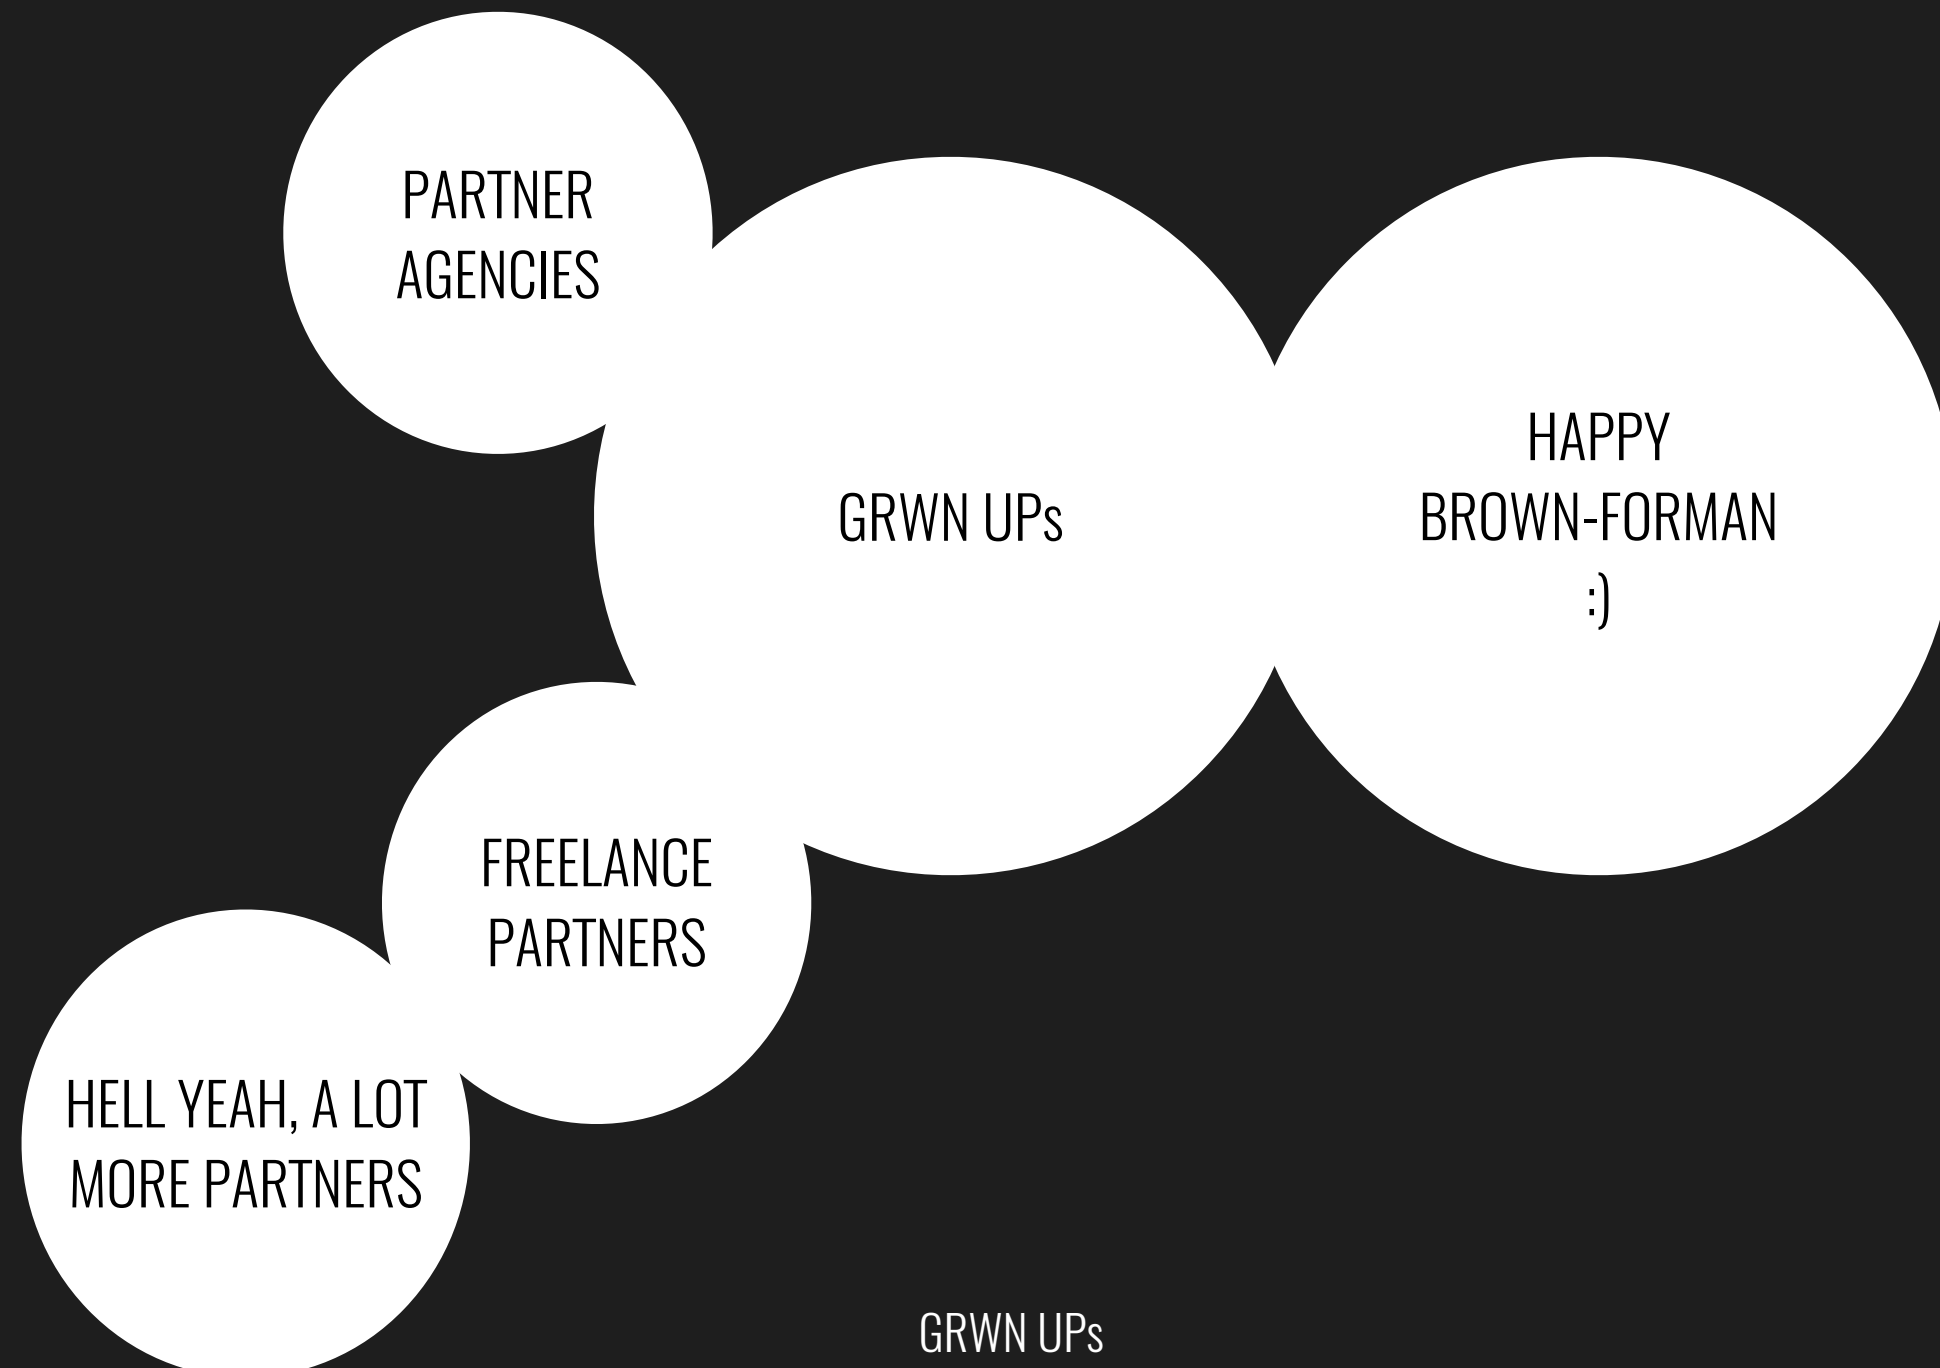 PARTNER
AGENCIES
GRWN UPs
HAPPY
BROWN-FORMAN
:)
FREELANCE
PARTNERS
HELL YEAH, A LOT
MORE PARTNERS
GRWN UPs